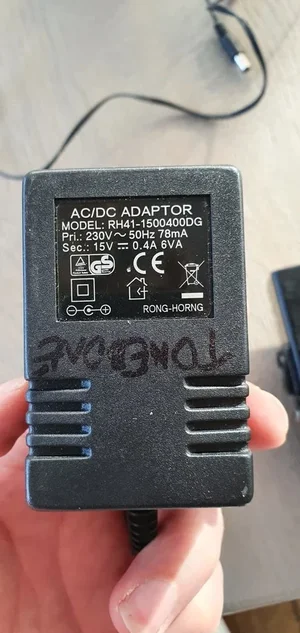 AC/DC ADAPTOR
MODEL: RH41-1500400DG
Pri.: 230V~50Hz 78mA
Sec.: 15V ⎓ 0.4A 6VA
GS
CE
RONG-HORNG
TONEBONE